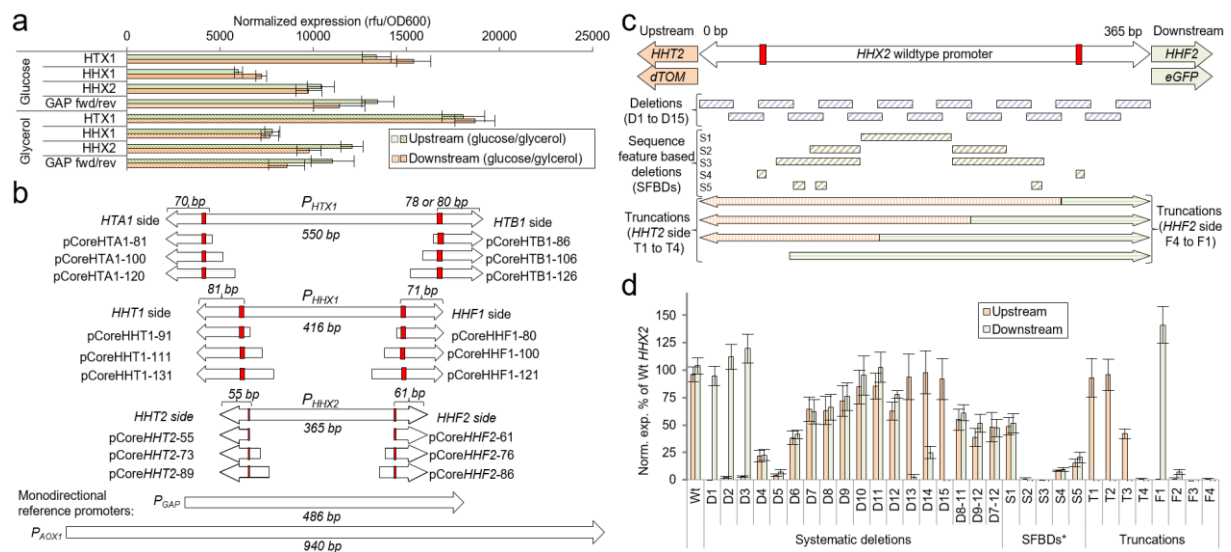 a
Normalized expression (rfu/OD600)
0 5000 10000 15000 20000 25000
Glucose
HTX1
HHX1
HHX2
GAP fwd/rev
Glycerol
HTX1
HHX1
HHX2
GAP fwd/rev
Upstream (glucose/glycerol)
Downstream (glucose/gylcerol)
b
70 bp
PHTX1
78 or 80 bp
HTA1 side
550 bp
HTB1 side
pCoreHTA1-81
pCoreHTB1-86
pCoreHTA1-100
pCoreHTB1-106
pCoreHTA1-120
pCoreHTB1-126
81 bp
PHHX1
71 bp
HHT1 side
416 bp
HHF1 side
pCoreHHT1-91
pCoreHHF1-80
pCoreHHT1-111
pCoreHHF1-100
pCoreHHT1-131
pCoreHHF1-121
55 bp
PHHX2
61 bp
HHT2 side
365 bp
HHF2 side
pCoreHHT2-55
pCoreHHF2-61
pCoreHHT2-73
pCoreHHF2-76
pCoreHHT2-89
pCoreHHF2-86
Monodirectional
reference promoters:
PGAP
486 bp
PAOX1
940 bp
c
Upstream 0 bp 365 bp Downstream
HHT2 HHX2 wildtype promoter HHF2
dTOM eGFP
Deletions
(D1 to D15)
Sequence
feature based
deletions
(SFBDs)
S1
S2
S3
S4
S5
Truncations
(HHT2 side
T1 to T4)
Truncations
(HHF2 side
F4 to F1)
d
Norm. exp. % of Wt HHX2
175
150
125
100
75
50
25
0
Upstream
Downstream
Wt D1 D2 D3 D4 D5 D6 D7 D8 D9 D10 D11 D12 D13 D14 D15 D8-11 D9-12 D7-12 S1 S2 S3 S4 S5 T1 T2 T3 T4 F1 F2 F3 F4
Systematic deletions SFBDs* Truncations